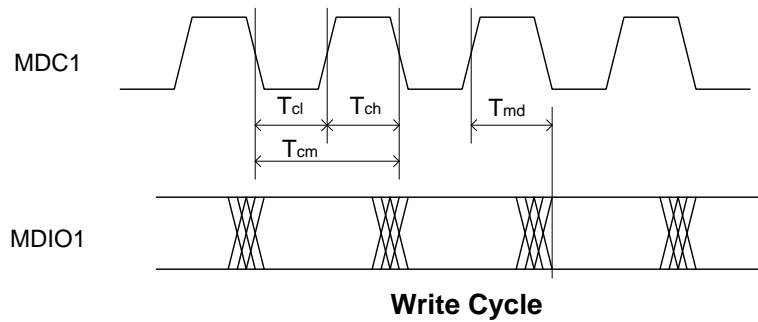 MDC1
Tcl
Tch
Tmd
Tcm
MDIO1
Write Cycle